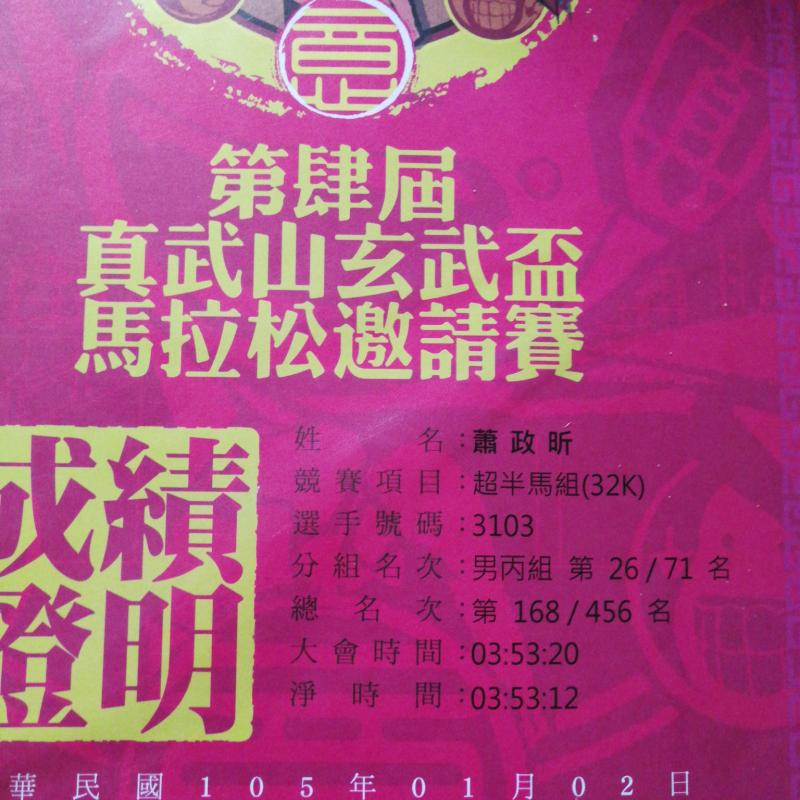 第肆屆
真武山玄武盃
馬拉松邀請賽
成績
證明
姓名：蕭政昕
競賽項目：超半馬組(32K)
選手號碼：3103
分組名次：男丙組 第 26 / 71 名
總名次：第 168 / 456 名
大會時間：03:53:20
淨時間：03:53:12
華民國105年01月02日